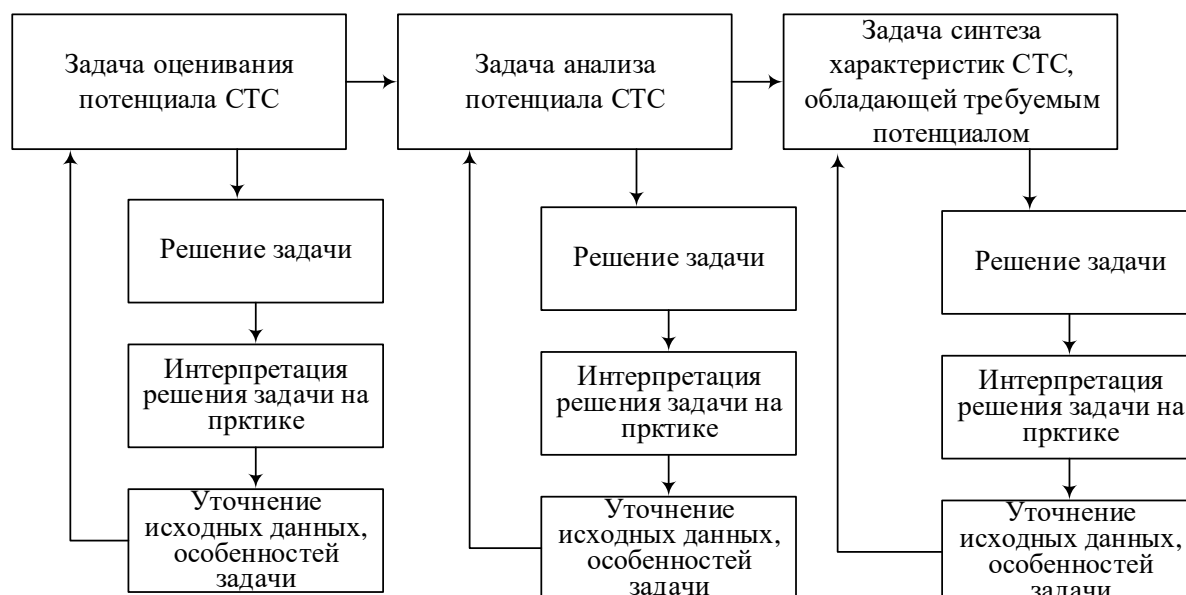 Задача оценивания
потенциала СТС
Задача анализа
потенциала СТС
Задача синтеза
характеристик СТС,
обладающей требуемым
потенциалом
Решение задачи
Интерпретация
решения задачи на
прктике
Уточнение
исходных данных,
особенностей
задачи
Решение задачи
Интерпретация
решения задачи на
прктике
Уточнение
исходных данных,
особенностей
задачи
Решение задачи
Интерпретация
решения задачи на
прктике
Уточнение
исходных данных,
особенностей
задачи